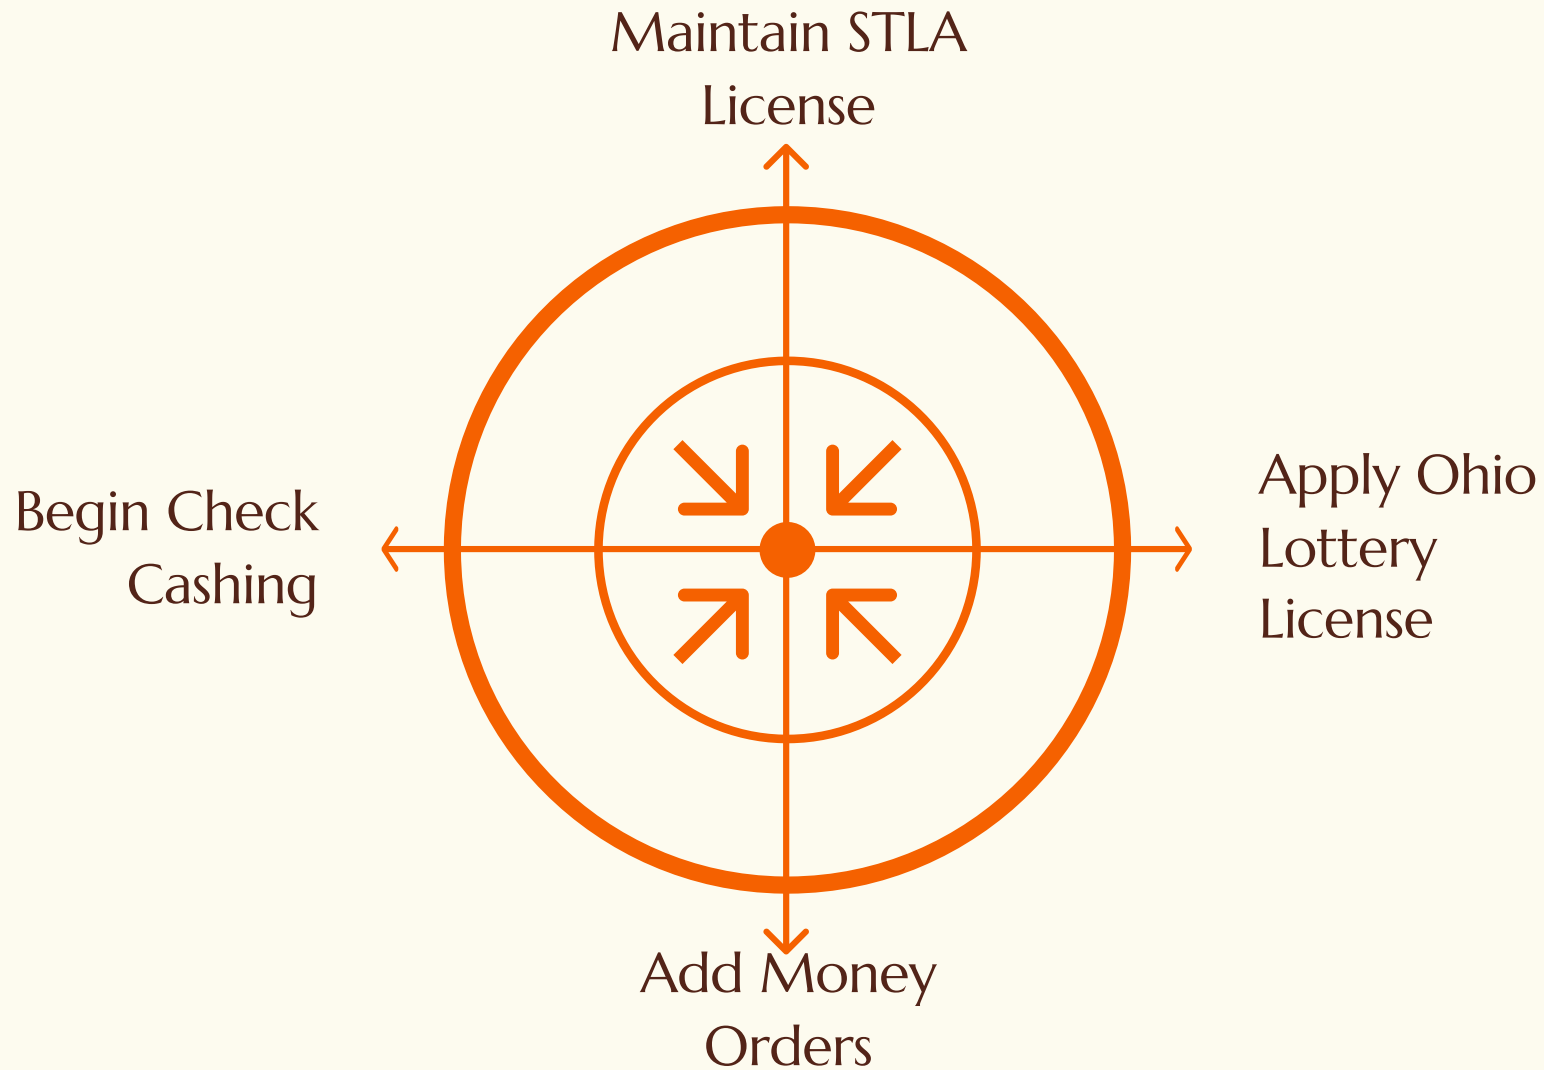 Maintain STLA
License
Begin Check
Cashing
Apply Ohio
Lottery
License
Add Money
Orders